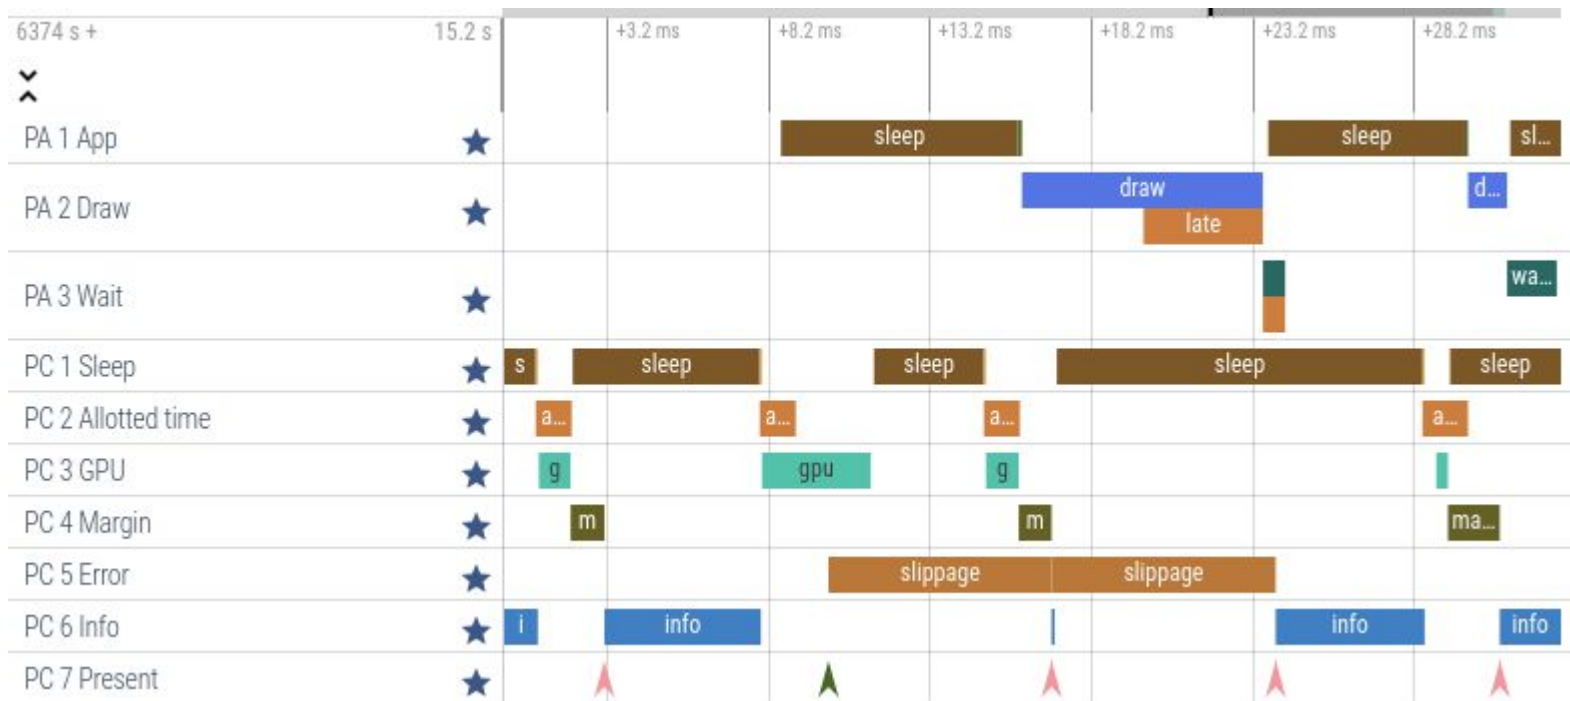 6374 s +
15.2 s
+3.2 ms
+8.2 ms
+13.2 ms
+18.2 ms
+23.2 ms
+28.2 ms
PA 1 App
sleep
sleep
sl...
PA 2 Draw
draw
d...
late
PA 3 Wait
wa...
PC 1 Sleep
s
sleep
sleep
sleep
sleep
PC 2 Allotted time
a...
a...
a...
a...
PC 3 GPU
g
gpu
g
PC 4 Margin
m
m
ma...
PC 5 Error
slippage
slippage
PC 6 Info
i
info
info
info
PC 7 Present